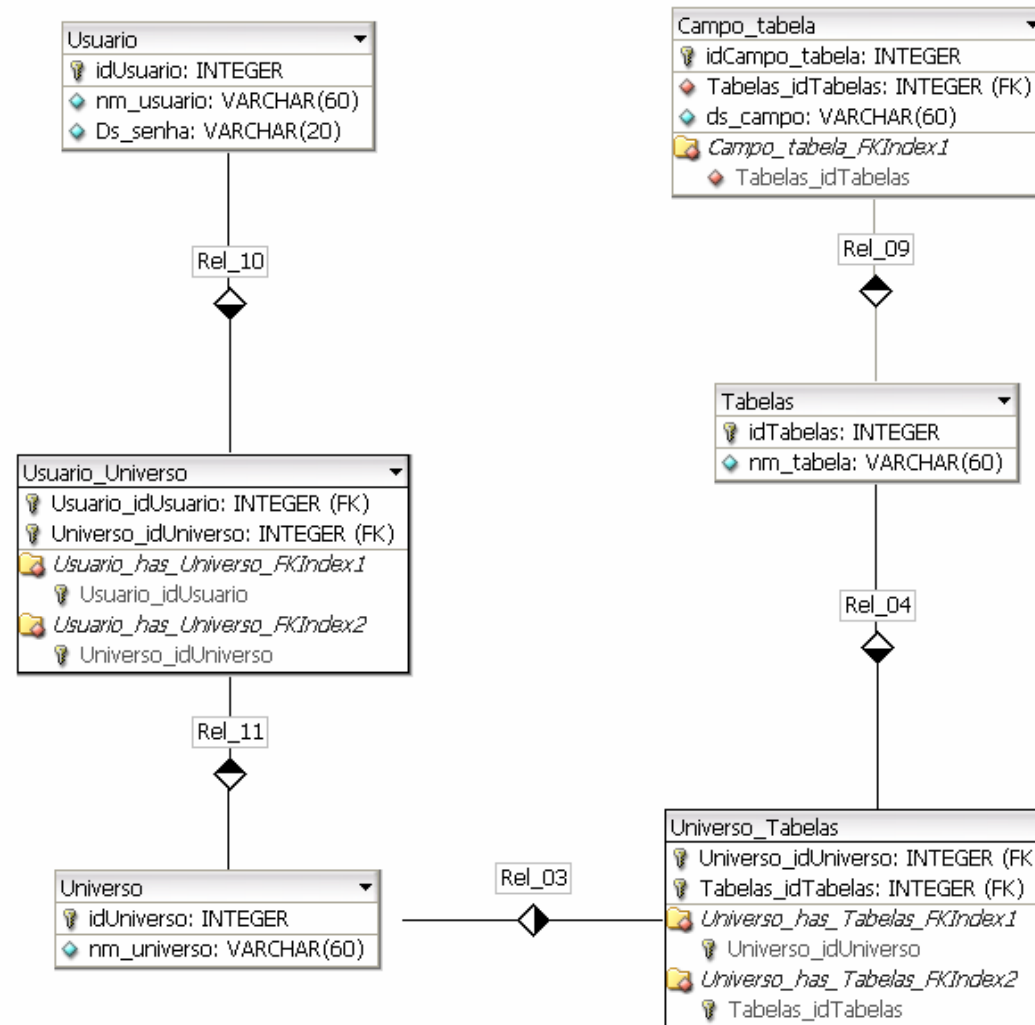 Usuario
idUsuario: INTEGER
nm_usuario: VARCHAR(60)
Ds_senha: VARCHAR(20)
Campo_tabela
idCampo_tabela: INTEGER
Tabelas_idTabelas: INTEGER (FK)
ds_campo: VARCHAR(60)
Campo_tabela_FKIndex1
Tabelas_idTabelas
Rel_10
Rel_09
Tabelas
idTabelas: INTEGER
nm_tabela: VARCHAR(60)
Usuario_Universo
Usuario_idUsuario: INTEGER (FK)
Universo_idUniverso: INTEGER (FK)
Usuario_has_Universo_FKIndex1
Usuario_idUsuario
Usuario_has_Universo_FKIndex2
Universo_idUniverso
Rel_04
Rel_11
Universo
idUniverso: INTEGER
nm_universo: VARCHAR(60)
Rel_03
Universo_Tabelas
Universo_idUniverso: INTEGER (FK
Tabelas_idTabelas: INTEGER (FK)
Universo_has_Tabelas_FKIndex1
Universo_idUniverso
Universo_has_Tabelas_FKIndex2
Tabelas_idTabelas